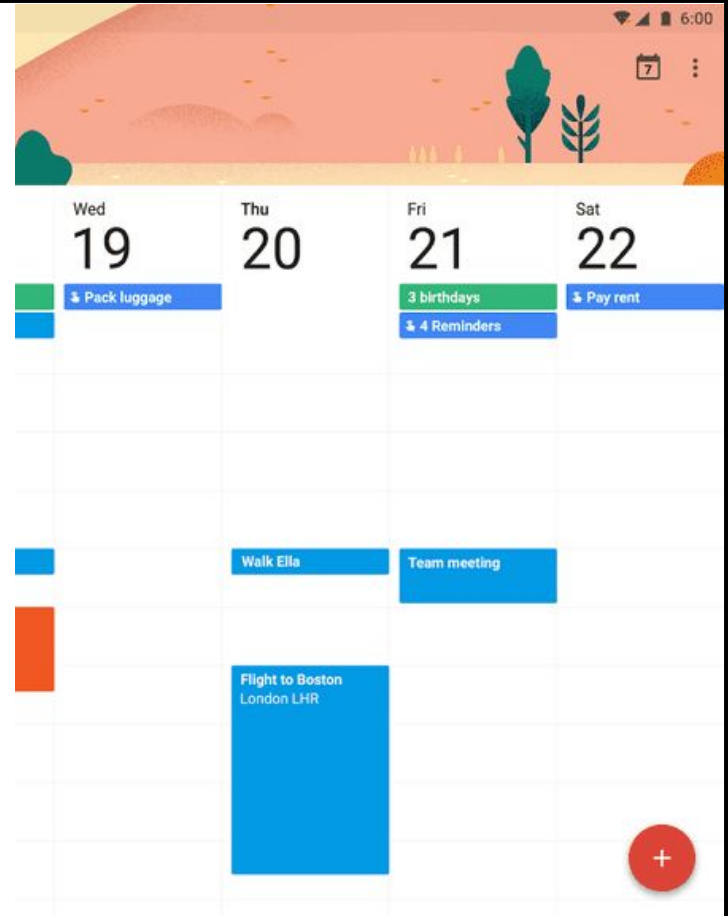 6:00
7
Wed
19
Thu
20
Fri
21
Sat
22
Pack luggage
3 birthdays
4 Reminders
Pay rent
Walk Ella
Team meeting
Flight to Boston
London LHR
+